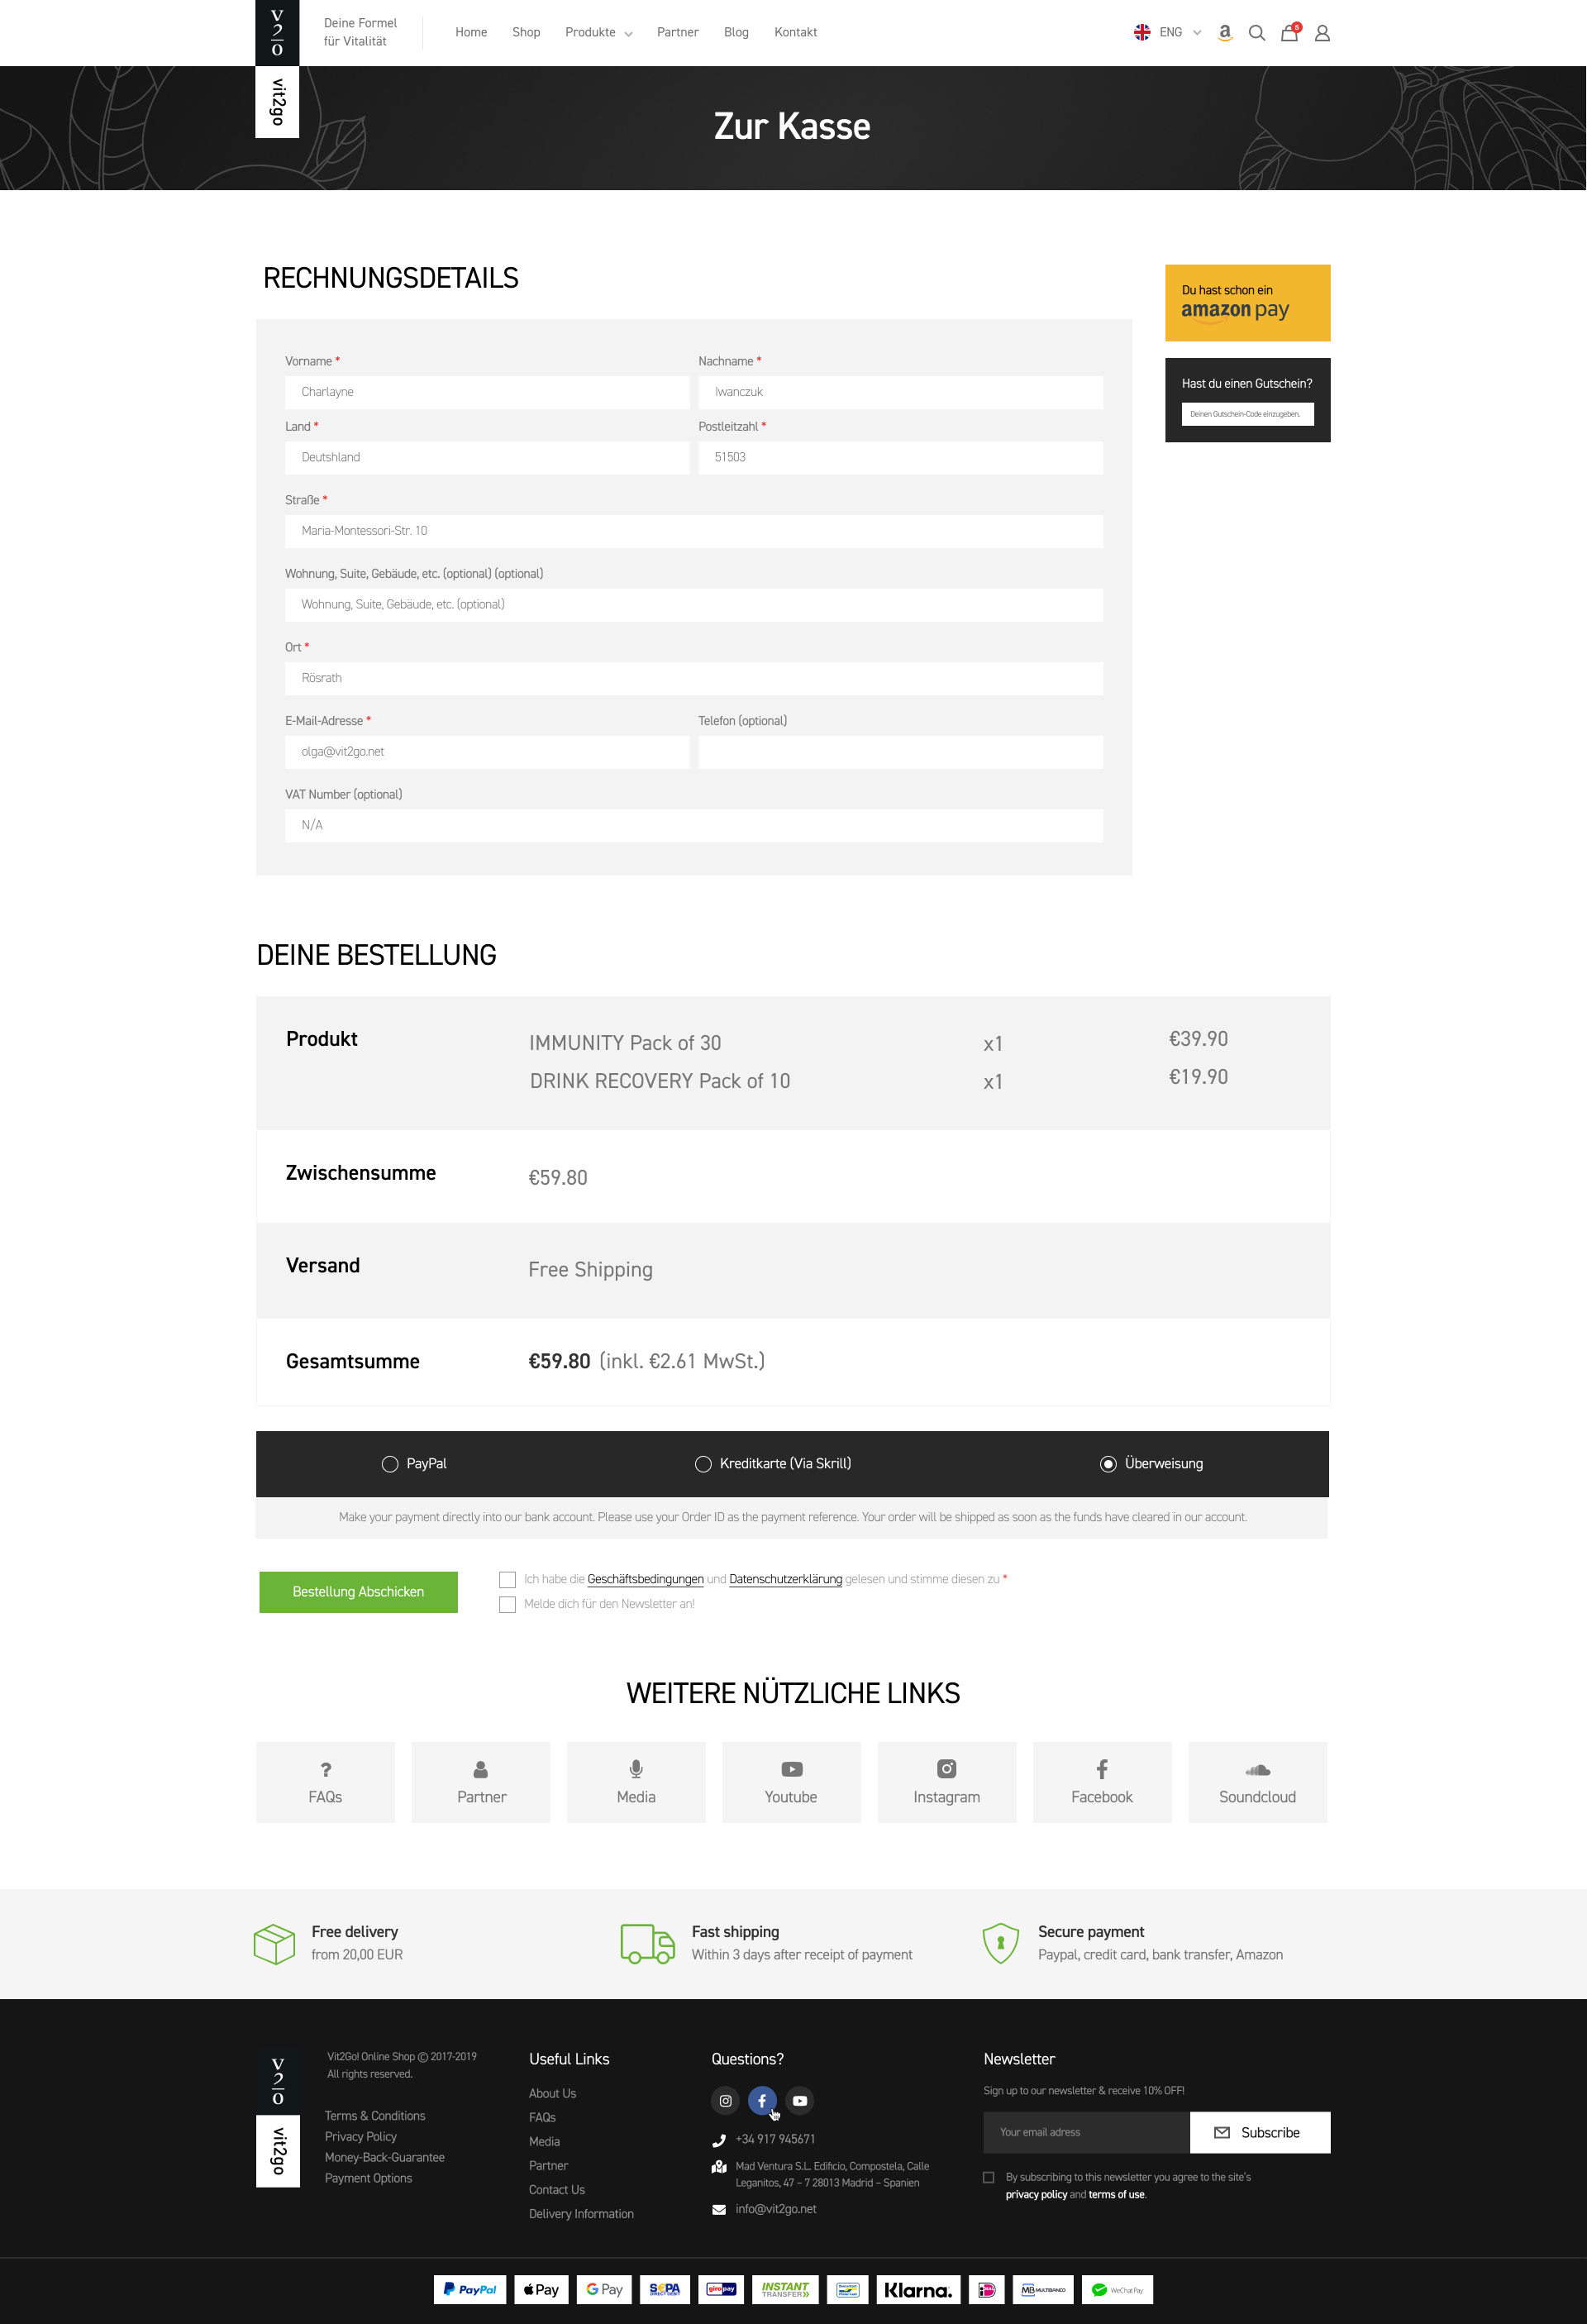 V2o
Deine Formel
für Vitalität
Home
Shop
Produkte
Partner
Blog
Kontakt
ENG
5
vit2go
Zur Kasse
RECHNUNGSDETAILS
Du hast schon ein
amazon pay
Hast du einen Gutschein?
Deinen Gutschein-Code einzugeben.
Vorname *
Nachname *
Charlayne
Iwanczuk
Land *
Postleitzahl *
Deutshland
51503
Straße *
Maria-Montessori-Str. 10
Wohnung, Suite, Gebäude, etc. (optional) (optional)
Wohnung, Suite, Gebäude, etc. (optional)
Ort *
Rösrath
E-Mail-Adresse *
Telefon (optional)
olga@vit2go.net
VAT Number (optional)
N/A
DEINE BESTELLUNG
Produkt
IMMUNITY Pack of 30
x1
€39.90
DRINK RECOVERY Pack of 10
x1
€19.90
Zwischensumme
€59.80
Versand
Free Shipping
Gesamtsumme
€59.80 (inkl. €2.61 MwSt.)
PayPal
Kreditkarte (Via Skrill)
Überweisung
Make your payment directly into our bank account. Please use your Order ID as the payment reference. Your order will be shipped as soon as the funds have cleared in our account.
Bestellung Abschicken
Ich habe die Geschäftsbedingungen und Datenschutzerklärung gelesen und stimme diesen zu *
Melde dich für den Newsletter an!
WEITERE NÜTZLICHE LINKS
FAQs
Partner
Media
Youtube
Instagram
Facebook
Soundcloud
Free delivery
from 20,00 EUR
Fast shipping
Within 3 days after receipt of payment
Secure payment
Paypal, credit card, bank transfer, Amazon
V2o
vit2go
Vit2Go! Online Shop © 2017-2019
All rights reserved.
Terms & Conditions
Privacy Policy
Money-Back-Guarantee
Payment Options
Useful Links
About Us
FAQs
Media
Partner
Contact Us
Delivery Information
Questions?
+34 917 945671
Mad Ventura S.L. Edificio, Compostela, Calle
Leganitos, 47 – 7 28013 Madrid – Spanien
info@vit2go.net
Newsletter
Sign up to our newsletter & receive 10% OFF!
Your email adress
Subscribe
By subscribing to this newsletter you agree to the site's
privacy policy and terms of use.
PayPal
Pay
G Pay
SEPA
DIRECT DEBIT
giropay
INSTANT
TRANSFER
Klarna.
MB MULTIBANCO
WeChat Pay